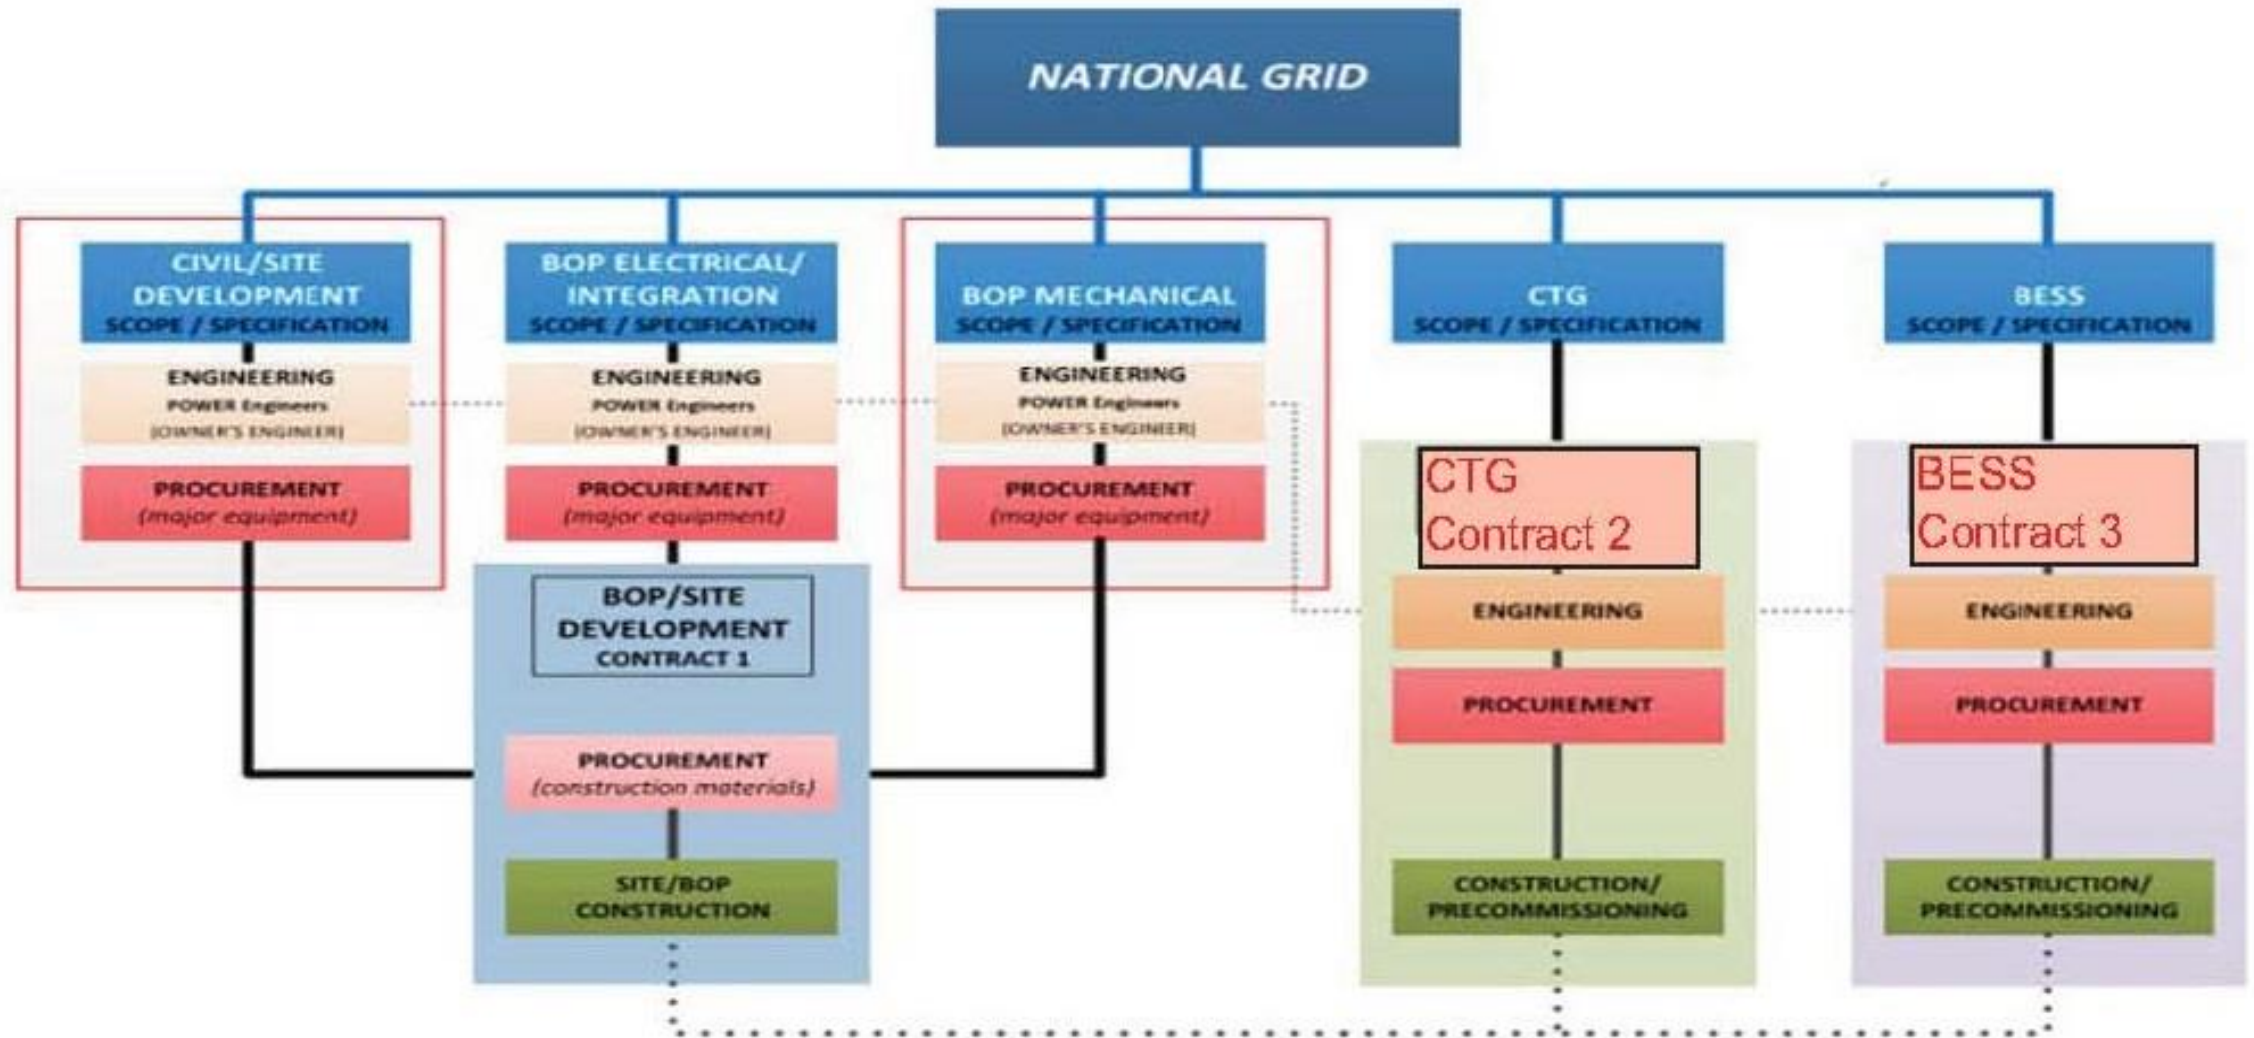 NATIONAL GRID
CIVIL/SITE
DEVELOPMENT
SCOPE / SPECIFICATION
ENGINEERING
POWER Engineers
(OWNER'S ENGINEER)
PROCUREMENT
(major equipment)
BOP ELECTRICAL/
INTEGRATION
SCOPE / SPECIFICATION
ENGINEERING
POWER Engineers
(OWNER'S ENGINEER)
PROCUREMENT
(major equipment)
BOP/SITE
DEVELOPMENT
CONTRACT 1
PROCUREMENT
(construction materials)
SITE/BOP
CONSTRUCTION
BOP MECHANICAL
SCOPE / SPECIFICATION
ENGINEERING
POWER Engineers
(OWNER'S ENGINEER)
PROCUREMENT
(major equipment)
CTG
SCOPE / SPECIFICATION
CTG
Contract 2
ENGINEERING
PROCUREMENT
CONSTRUCTION/
PRECOMMISSIONING
BESS
SCOPE / SPECIFICATION
BESS
Contract 3
ENGINEERING
PROCUREMENT
CONSTRUCTION/
PRECOMMISSIONING